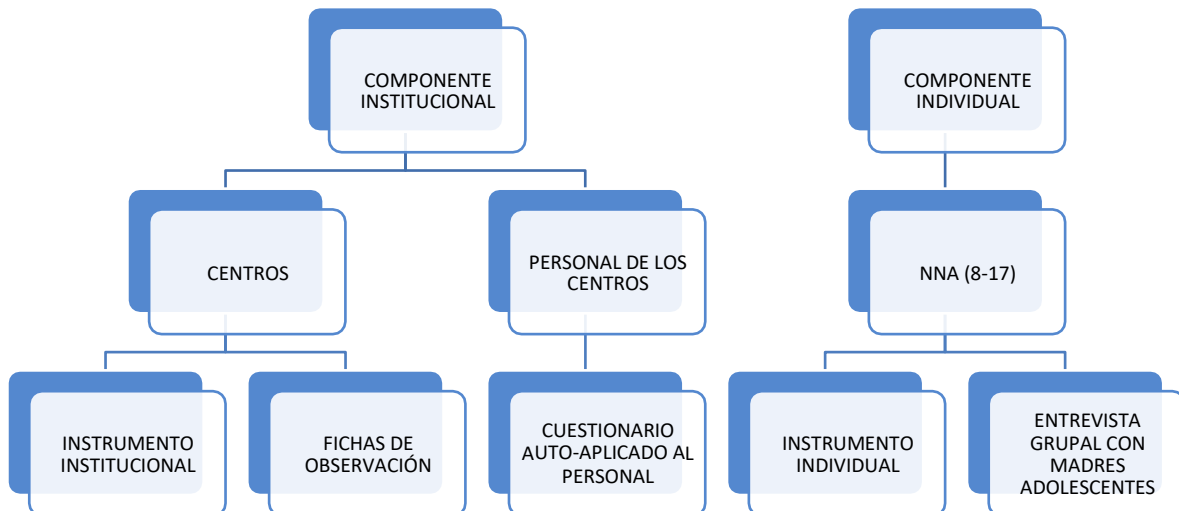 COMPONENTE
INSTITUCIONAL
COMPONENTE
INDIVIDUAL
CENTROS
PERSONAL DE LOS
CENTROS
NNA (8-17)
INSTRUMENTO
INSTITUCIONAL
FICHAS DE
OBSERVACIÓN
CUESTIONARIO
AUTO-APLICADO AL
PERSONAL
INSTRUMENTO
INDIVIDUAL
ENTREVISTA
GRUPAL CON
MADRES
ADOLESCENTES